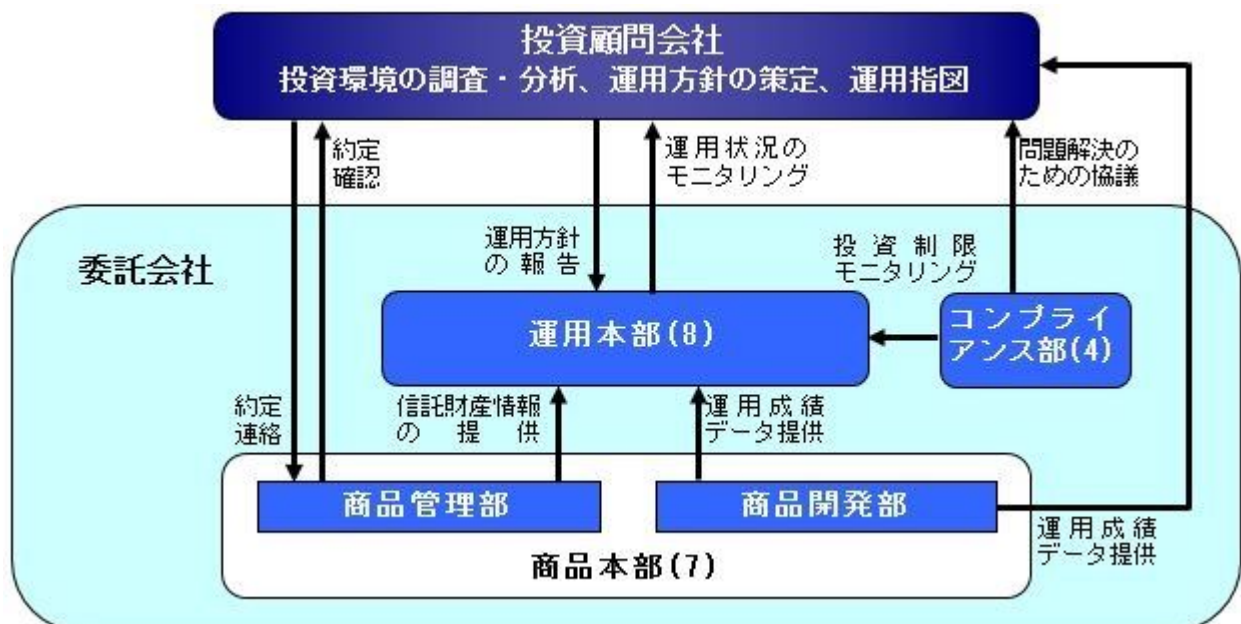 投資顧問会社
投資環境の調査・分析、運用方針の策定、運用指図
約定
確認
運用状況の
モニタリング
問題解決の
ための協議
運用方針
の報告
投資制限
モニタリング
委託会社
運用本部(8)
コンプライ
アンス部(4)
約定
連絡
信託財産情報
の提供
運用成績
データ提供
商品管理部
商品開発部
運用成績
データ提供
商品本部(7)